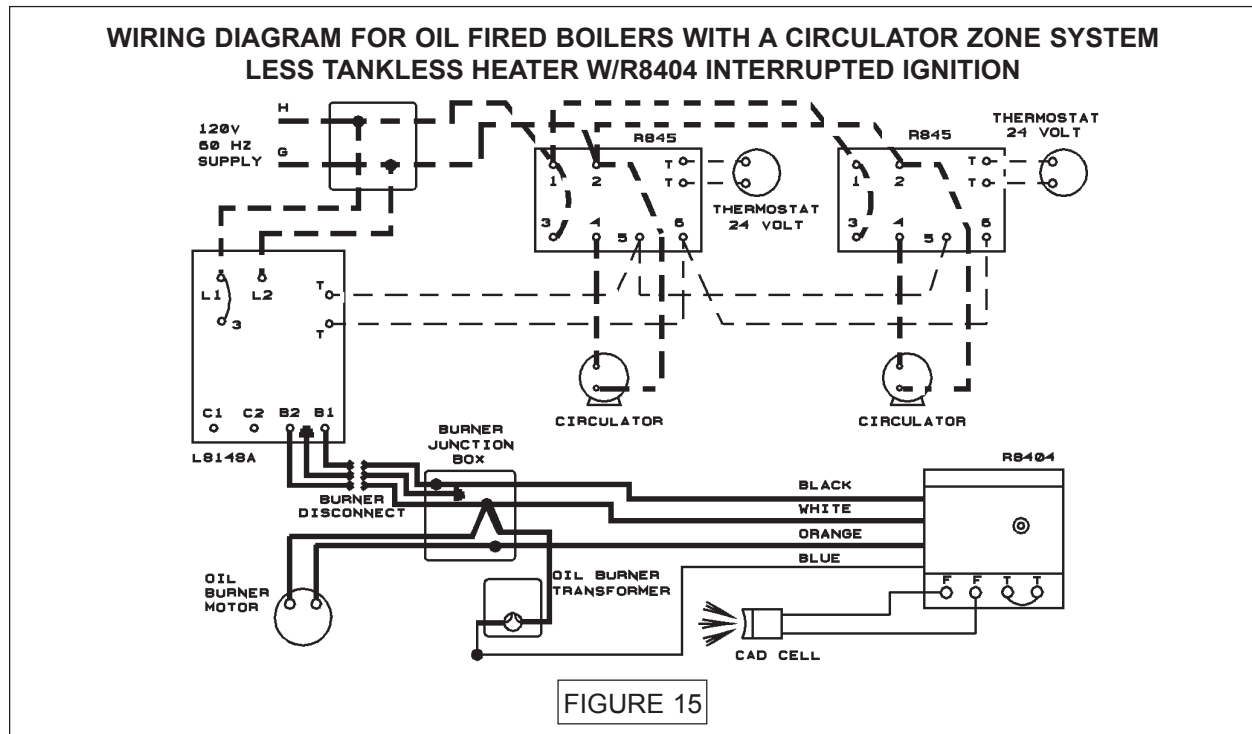 WIRING DIAGRAM FOR OIL FIRED BOILERS WITH A CIRCULATOR ZONE SYSTEM
LESS TANKLESS HEATER W/R8404 INTERRUPTED IGNITION
H
120V
60 HZ
SUPPLY
G
R845
1 2 T
T
3 4 5 6
THERMOSTAT
24 VOLT
R845
1 2 T
T
3 4 5 6
THERMOSTAT
24 VOLT
L1 L2 T
3 T
C1 C2 B2 B1
L8148A
CIRCULATOR
CIRCULATOR
BURNER
JUNCTION
BOX
BURNER
DISCONNECT
R8404
BLACK
WHITE
ORANGE
BLUE
F F T T
OIL
BURNER
MOTOR
OIL BURNER
TRANSFORMER
CAD CELL
FIGURE 15